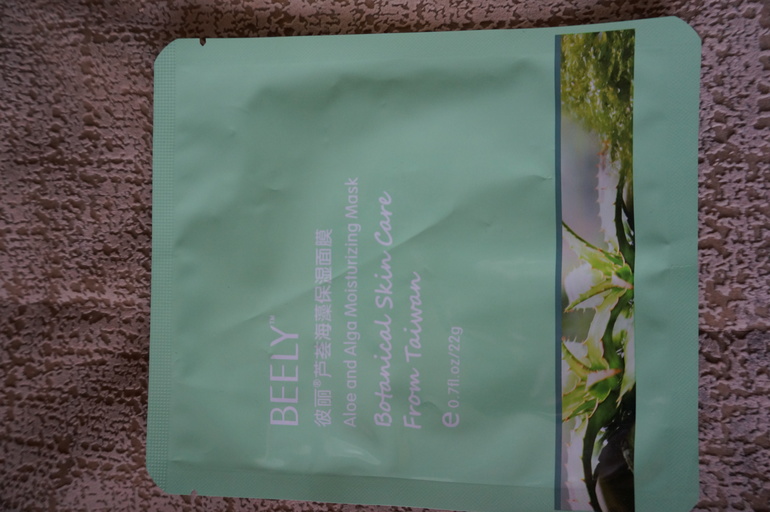 BEELY™
彼丽®芦荟海藻保湿面膜
Aloe and Alga Moisturizing Mask
Botanical Skin Care
From Taiwan
e 0.7fl.oz/22g